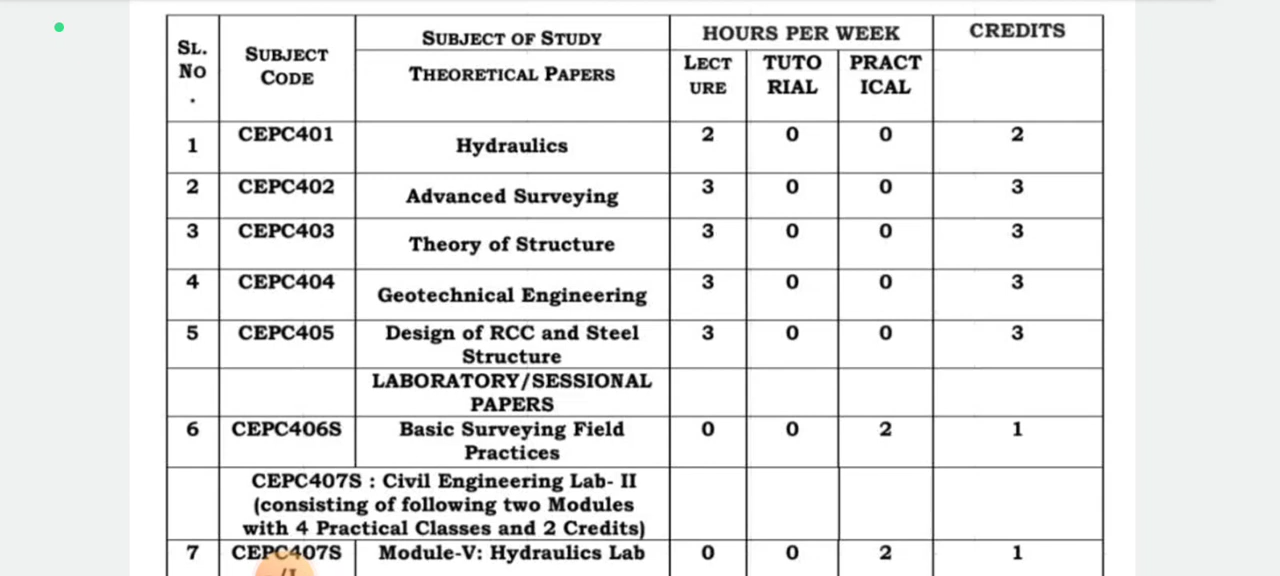 SL. No . SUBJECT CODE SUBJECT OF STUDY HOURS PER WEEK CREDITS
THEORETICAL PAPERS LECT URE TUTO RIAL PRACT ICAL
1 CEPC401 Hydraulics 2 0 0 2
2 CEPC402 Advanced Surveying 3 0 0 3
3 CEPC403 Theory of Structure 3 0 0 3
4 CEPC404 Geotechnical Engineering 3 0 0 3
5 CEPC405 Design of RCC and Steel 3 0 0 3
Structure
LABORATORY/SESSIONAL
PAPERS
6 CEPC406S Basic Surveying Field 0 0 2 1
Practices
CEPC407S : Civil Engineering Lab- II
(consisting of following two Modules
with 4 Practical Classes and 2 Credits)
7 CEPC407S Module-V: Hydraulics Lab 0 0 2 1